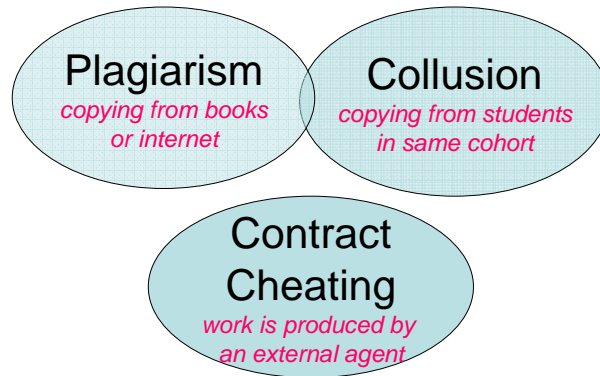 Plagiarism
copying from books
or internet
Collusion
copying from students
in same cohort
Contract
Cheating
work is produced by
an external agent